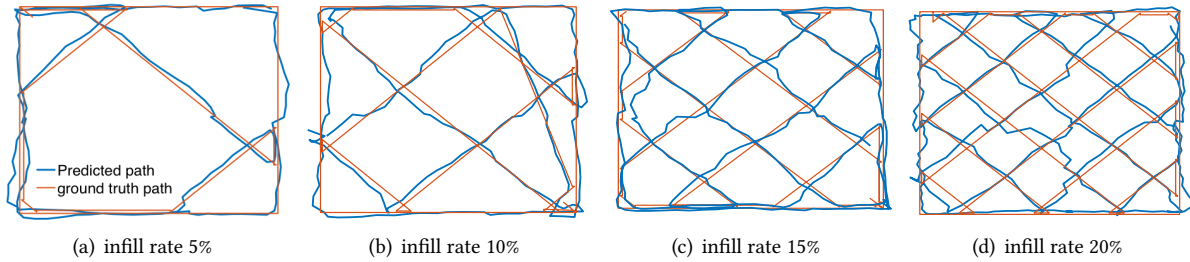 Predicted path
ground truth path
(a) infill rate 5%
(b) infill rate 10%
(c) infill rate 15%
(d) infill rate 20%